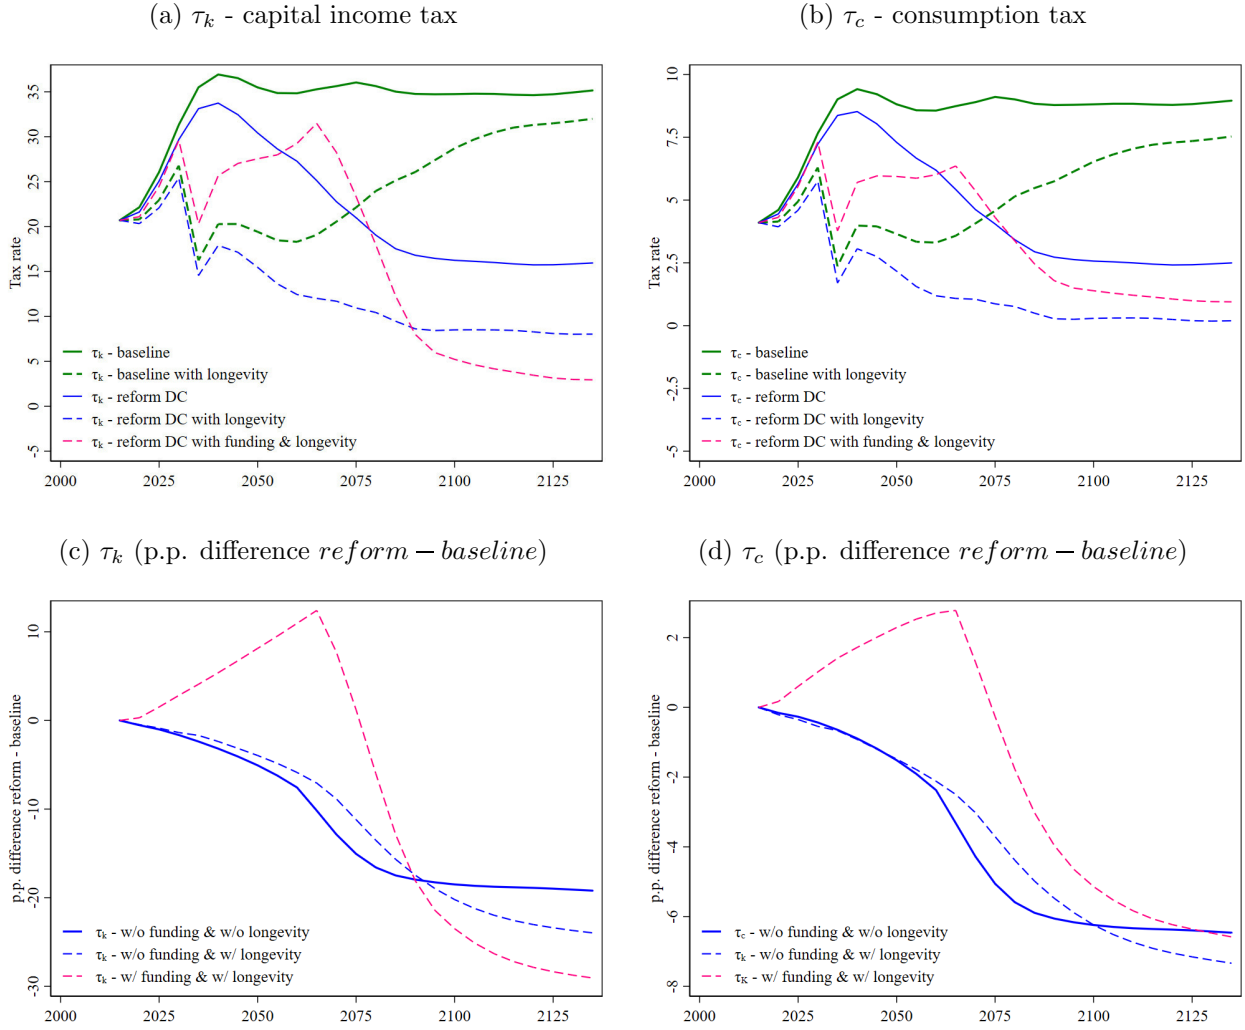 (a) τk - capital income tax
Tax rate
35
30
25
20
15
10
5
0
-5
2000
2025
2050
2075
2100
2125
τk - baseline
τk - baseline with longevity
τk - reform DC
τk - reform DC with longevity
τk - reform DC with funding & longevity
(b) τc - consumption tax
Tax rate
10
7.5
5
2.5
0
-2.5
-5
2000
2025
2050
2075
2100
2125
τc - baseline
τc - baseline with longevity
τc - reform DC
τc - reform DC with longevity
τc - reform DC with funding & longevity
(c) τk (p.p. difference reform − baseline)
p.p. difference reform - baseline
10
0
-10
-20
-30
2000
2025
2050
2075
2100
2125
τk - w/o funding & w/o longevity
τk - w/o funding & w/ longevity
τk - w/ funding & w/ longevity
(d) τc (p.p. difference reform − baseline)
p.p. difference reform - baseline
2
0
-2
-4
-6
-8
2000
2025
2050
2075
2100
2125
τc - w/o funding & w/o longevity
τk - w/o funding & w/ longevity
τK - w/ funding & w/ longevity